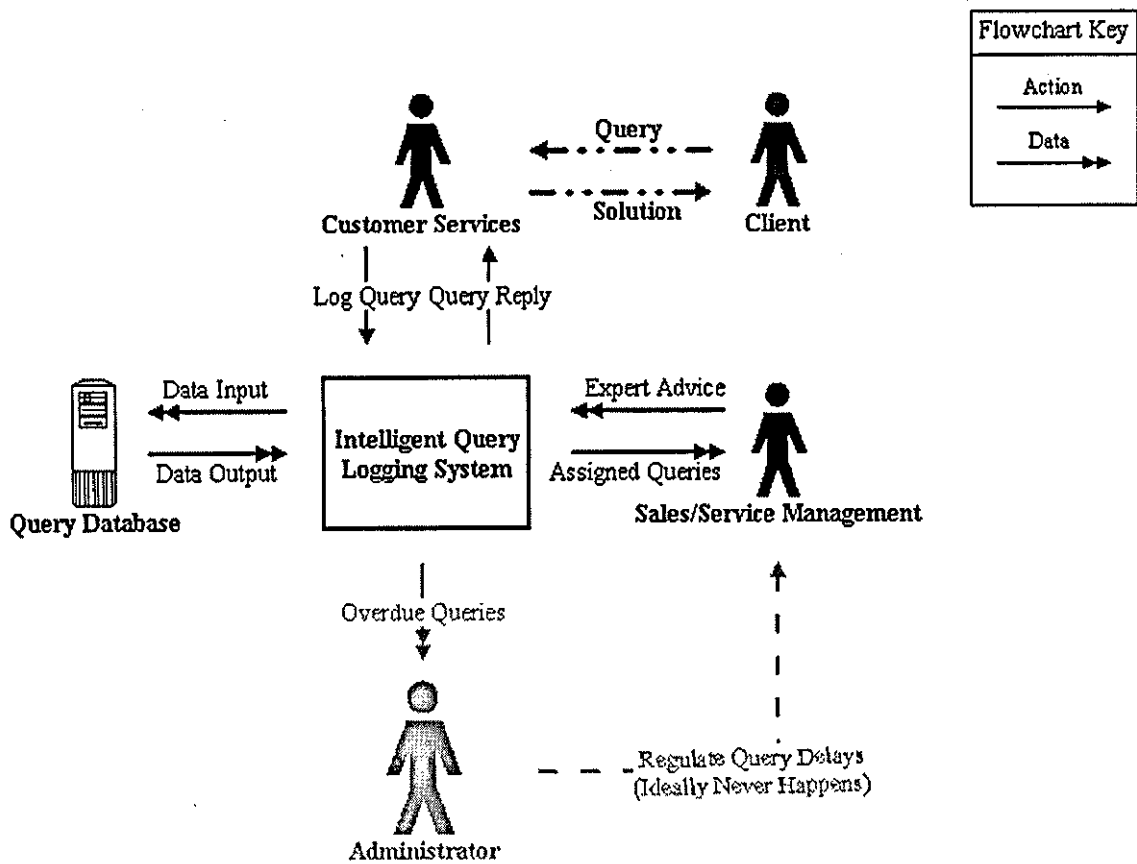 Flowchart Key
Action
Data
Query
Solution
Customer Services
Client
Log Query
Query Reply
Data Input
Data Output
Query Database
Intelligent Query
Logging System
Expert Advice
Assigned Queries
Sales/Service Management
Overdue Queries
Regulate Query Delays
(Ideally Never Happens)
Administrator